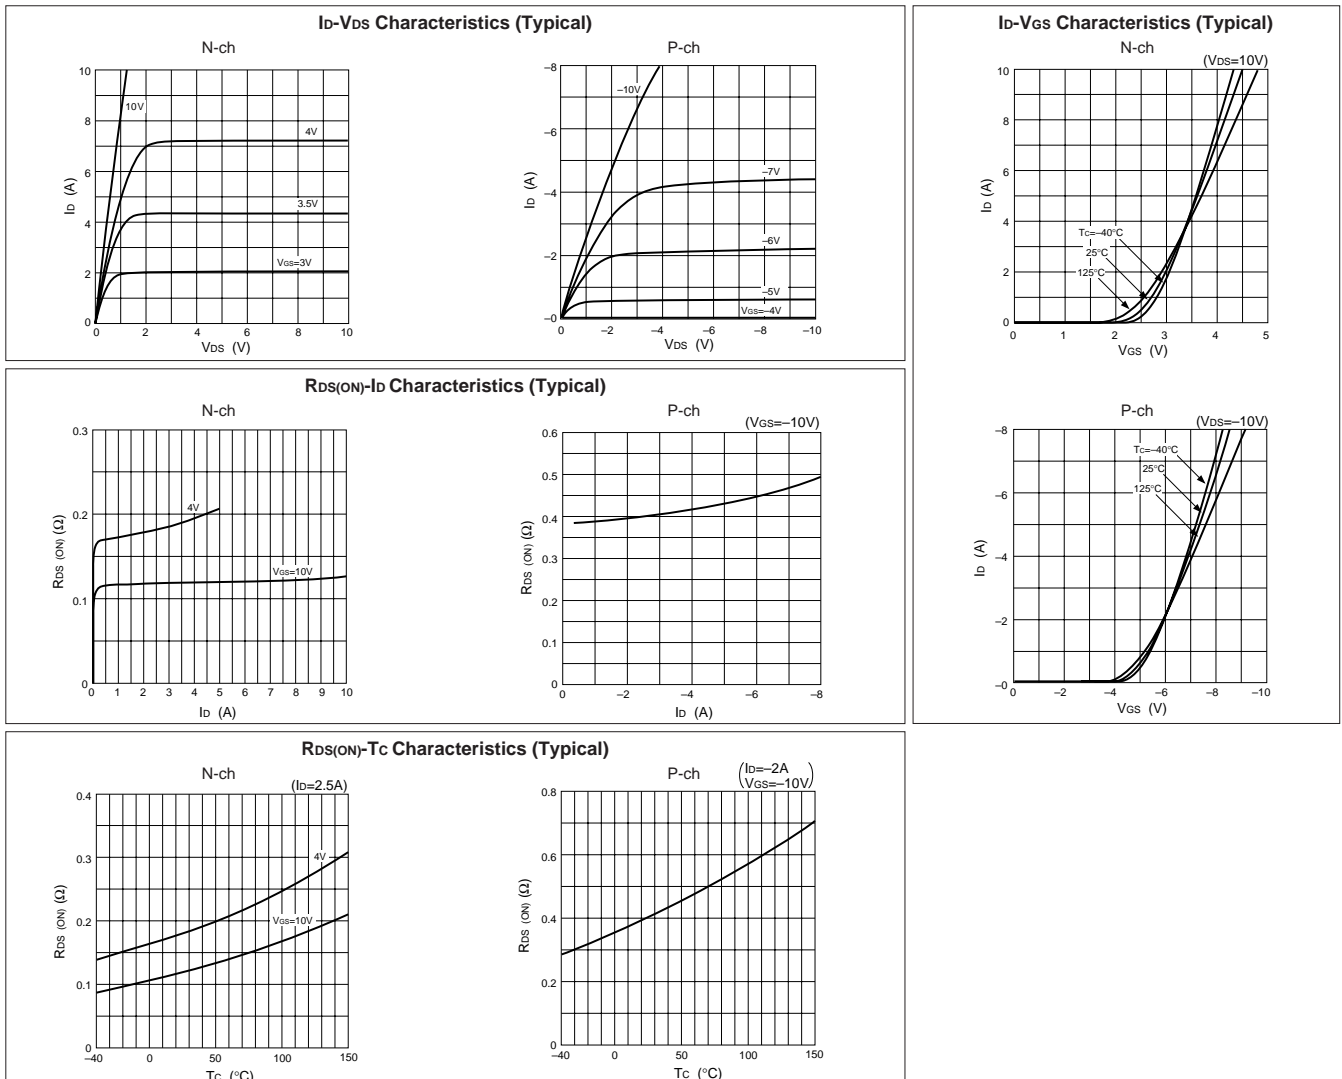 ID-VDS Characteristics (Typical)
N-ch
10
8
6
4
2
0
ID (A)
10V
4V
3.5V
VGS=3V
0 2 4 6 8 10
VDS (V)
P-ch
–8
–6
–4
–2
–0
ID (A)
–10V
–7V
–6V
–5V
VGS=–4V
0 –2 –4 –6 –8 –10
VDS (V)
ID-VGS Characteristics (Typical)
N-ch
(VDS=10V)
10
8
6
4
2
0
ID (A)
TC=–40°C
25°C
125°C
0 1 2 3 4 5
VGS (V)
P-ch
(VDS=–10V)
–8
–6
–4
–2
–0
ID (A)
TC=–40°C
25°C
125°C
0 –2 –4 –6 –8 –10
VGS (V)
RDS(ON)-ID Characteristics (Typical)
N-ch
0.3
0.2
0.1
0
RDS (ON) (Ω)
4V
VGS=10V
0 1 2 3 4 5 6 7 8 9 10
ID (A)
P-ch
(VGS=–10V)
0.6
0.5
0.4
0.3
0.2
0.1
0
RDS (ON) (Ω)
0 –2 –4 –6 –8
ID (A)
RDS(ON)-TC Characteristics (Typical)
N-ch
(ID=2.5A)
0.4
0.3
0.2
0.1
0
RDS (ON) (Ω)
4V
VGS=10V
–40 0 50 100 150
TC (°C)
P-ch
(ID=–2A
VGS=–10V)
0.8
0.6
0.4
0.2
0
RDS (ON) (Ω)
–40 0 50 100 150
TC (°C)